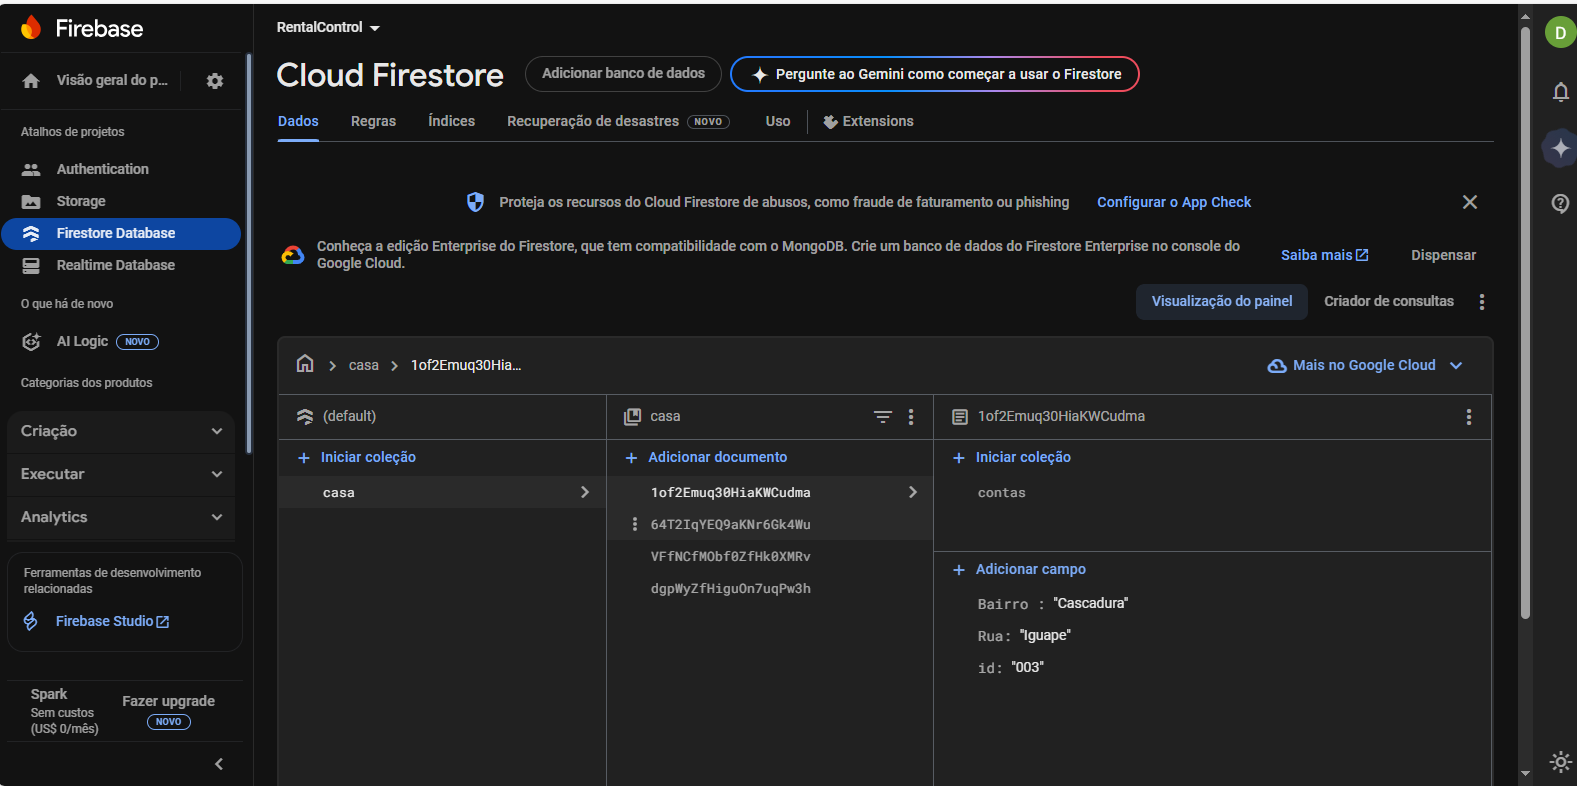 Firebase
Visão geral do p...
Atalhos de projetos
Authentication
Storage
Firestore Database
Realtime Database
O que há de novo
AI Logic NOVO
Categorias dos produtos
Criação
Executar
Analytics
Ferramentas de desenvolvimento
relacionadas
Firebase Studio
Spark
Sem custos
(US$ 0/mês)
Fazer upgrade
NOVO
RentalControl
Cloud Firestore
Adicionar banco de dados
Pergunte ao Gemini como começar a usar o Firestore
Dados Regras Índices Recuperação de desastres NOVO Uso Extensions
Proteja os recursos do Cloud Firestore de abusos, como fraude de faturamento ou phishing Configurar o App Check
Conheça a edição Enterprise do Firestore, que tem compatibilidade com o MongoDB. Crie um banco de dados do Firestore Enterprise no console do
Google Cloud.
Saiba mais Dispensar
Visualização do painel Criador de consultas
casa > 1of2Emuq30Hia...
Mais no Google Cloud
(default)
Iniciar coleção
casa
casa
Adicionar documento
1of2Emuq30HiaKWCudma
64T2IqYEQ9aKNr6Gk4Wu
VFfNCfMObf0ZfHk0XMRv
dgpWyZfHiguOn7uqPw3h
1of2Emuq30HiaKWCudma
Iniciar coleção
contas
Adicionar campo
Bairro : "Cascadura"
Rua: "Iguape"
id: "003"
D